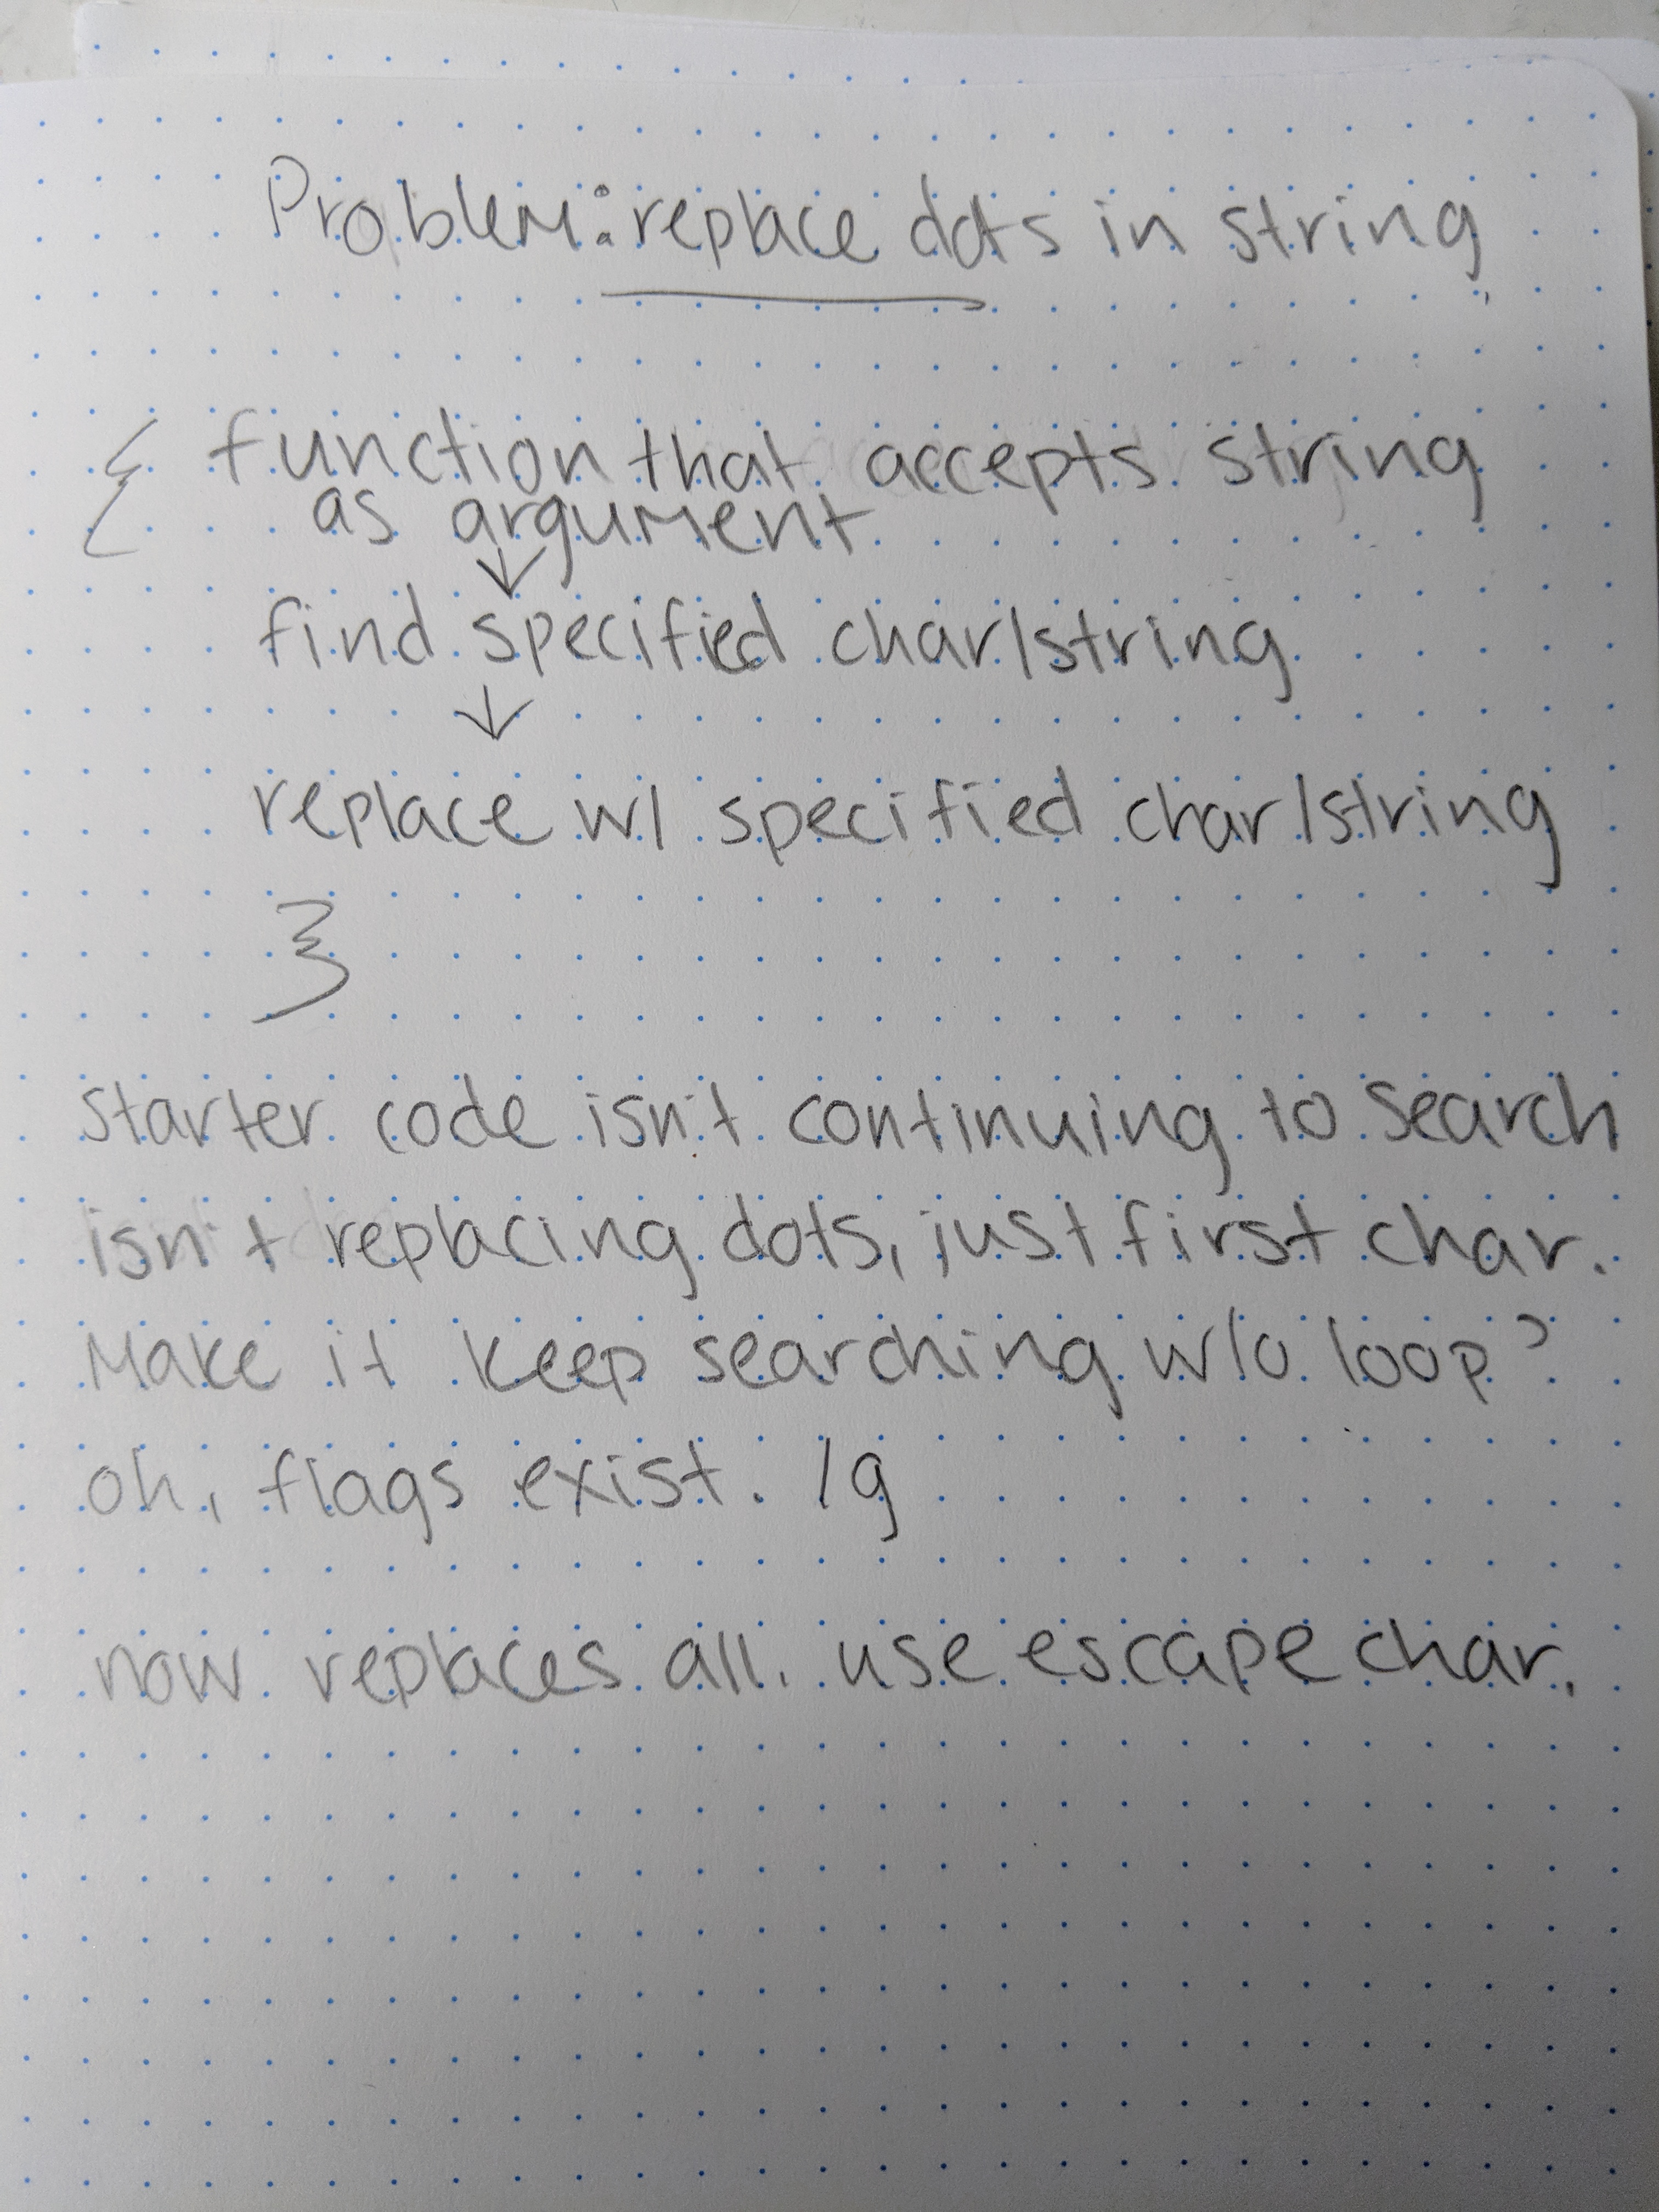 Problem: replace dots in string
{ function that accepts string
as argument
↓
find specified char/string
↓
replace w/ specified char/string
}
starter code isn't continuing to search
isn't replacing dots, just first char.
Make it keep searching w/o loop?
oh, flags exist. /g
now replaces all. use escape char.